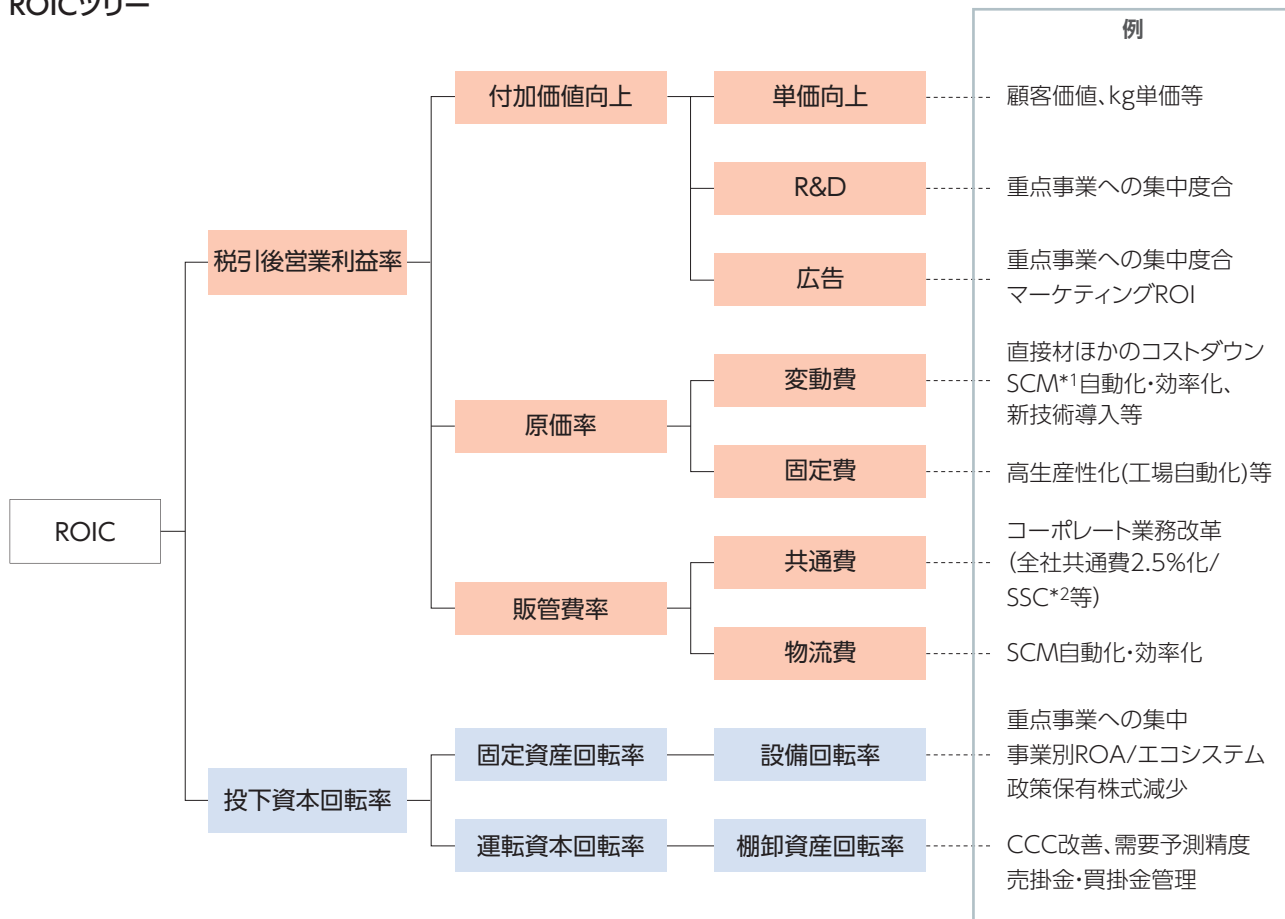 ROICツリー
例
付加価値向上
単価向上
顧客価値、kg単価等
R&D
重点事業への集中度合
税引後営業利益率
広告
重点事業への集中度合
マーケティングROI
原価率
変動費
直接材ほかのコストダウン
SCM*1自動化・効率化、
新技術導入等
固定費
高生産性化(工場自動化)等
ROIC
販管費率
共通費
コーポレート業務改革
(全社共通費2.5%化/
SSC*2等)
物流費
SCM自動化・効率化
投下資本回転率
固定資産回転率
設備回転率
重点事業への集中
事業別ROA/エコシステム
政策保有株式減少
運転資本回転率
棚卸資産回転率
CCC改善、需要予測精度
売掛金・買掛金管理